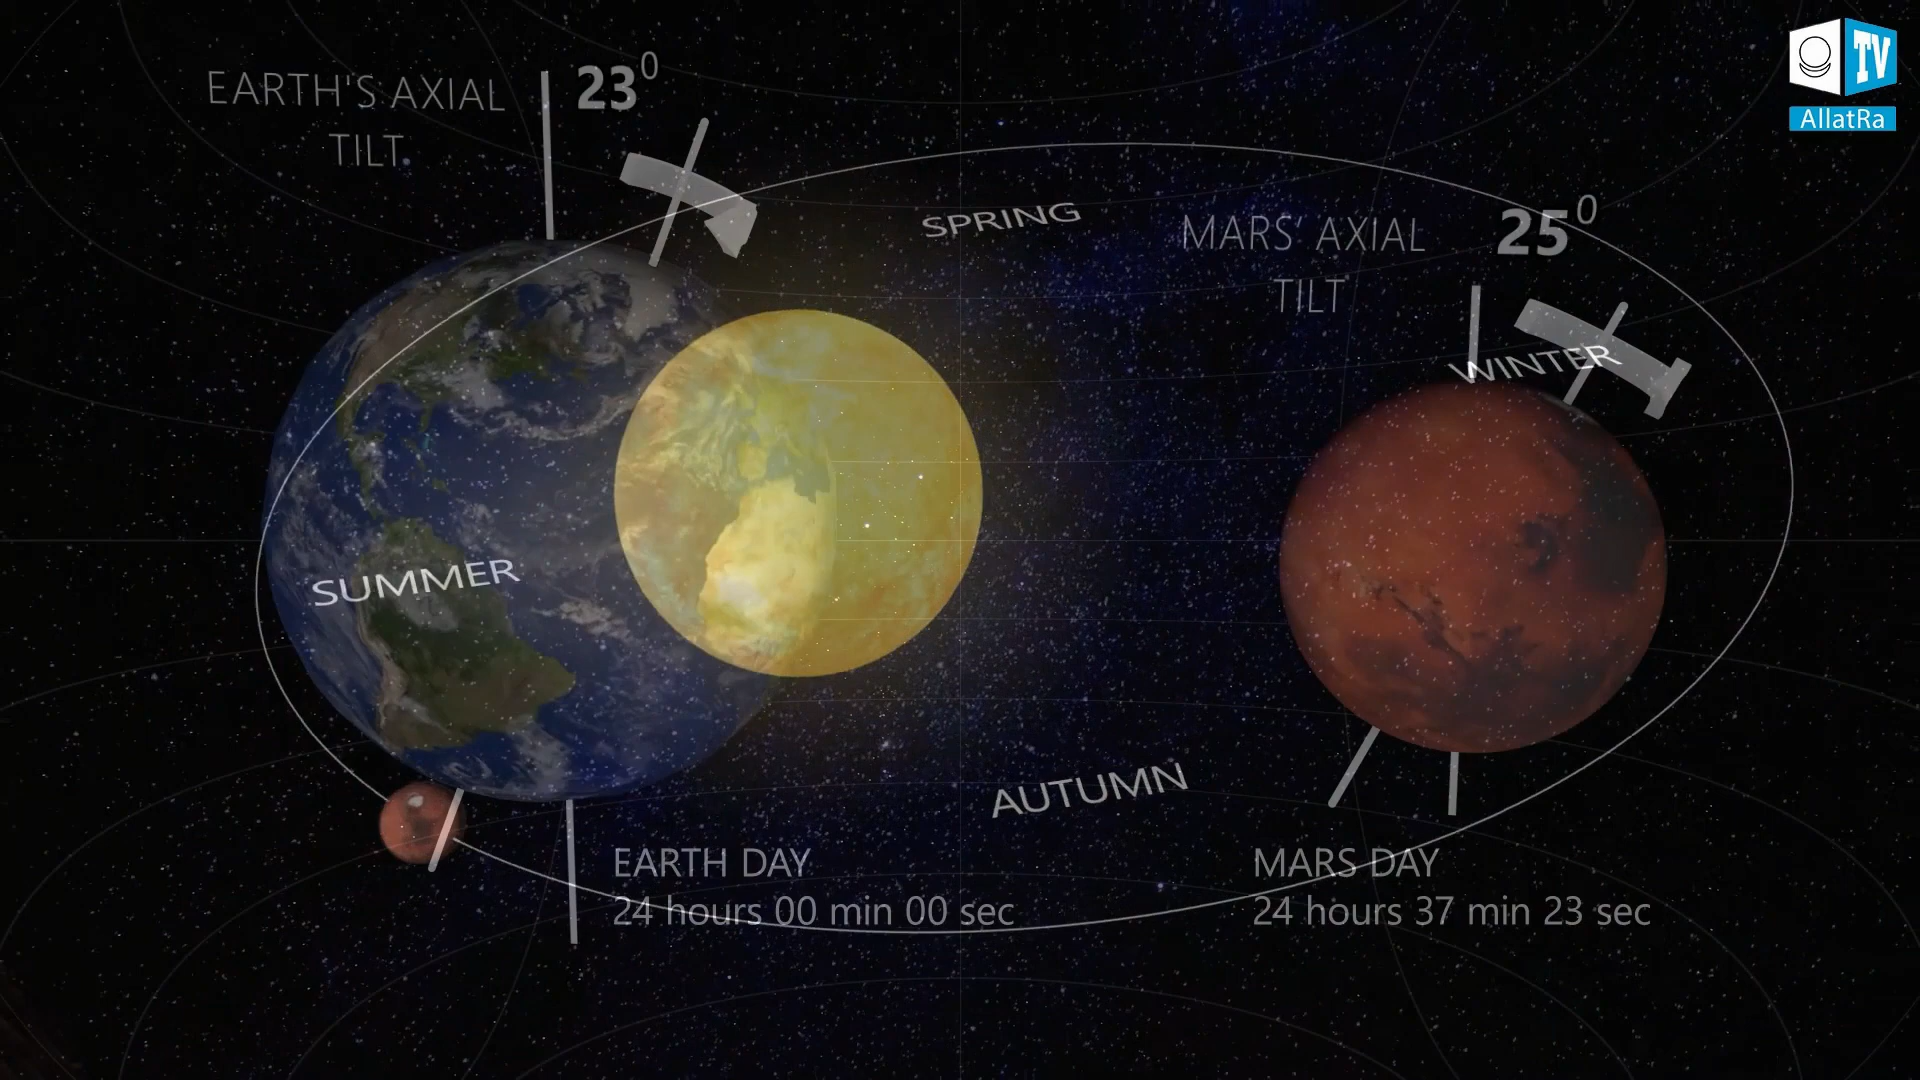 EARTH'S AXIAL
TILT
23⁰
TV
AllatRa
SPRING
MARS' AXIAL
TILT
25⁰
WINTER
SUMMER
AUTUMN
EARTH DAY
24 hours 00 min 00 sec
MARS DAY
24 hours 37 min 23 sec